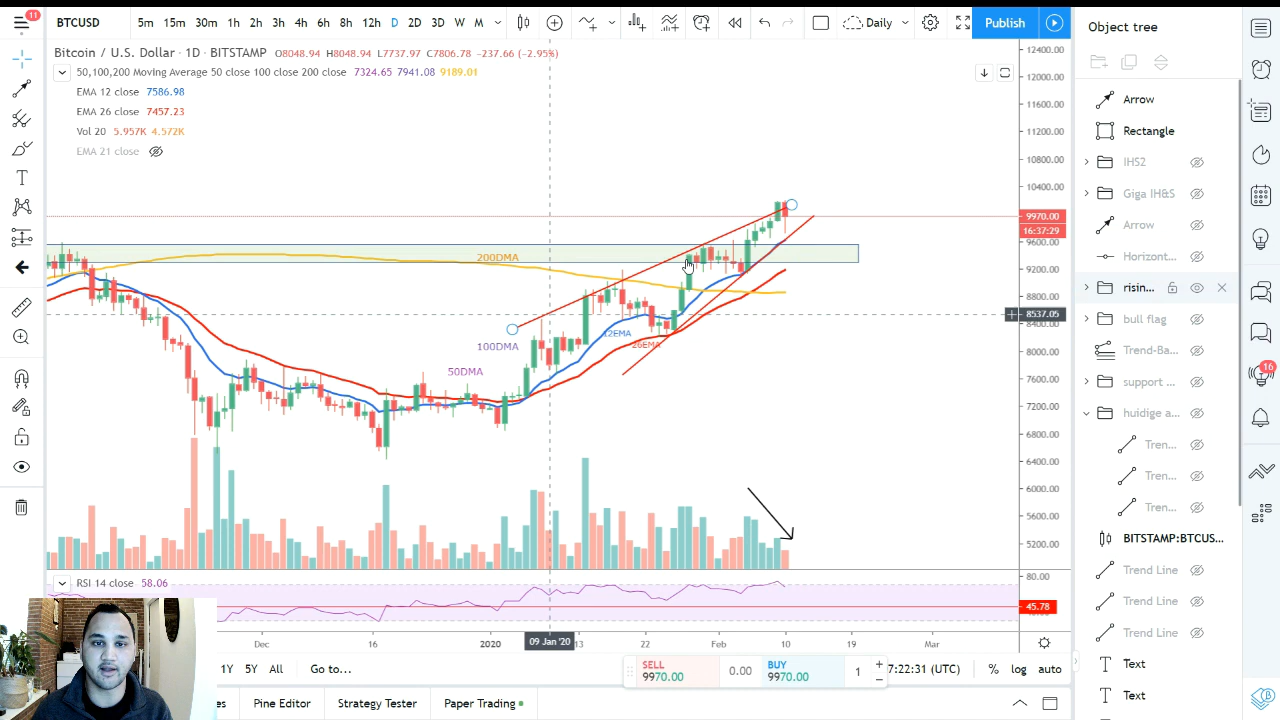 11 BTCUSD 5m 15m 30m 1h 2h 3h 4h 6h 8h 12h D 2D 3D W M Daily Publish Object tree
Bitcoin / U.S. Dollar · 1D · BITSTAMP O8048.94 H8048.94 L7737.97 C7806.78 -237.66 (-2.95%)
50,100,200 Moving Average 50 close 100 close 200 close 7324.65 7941.08 9189.01
EMA 12 close 7586.98
EMA 26 close 7457.23
Vol 20 5.957K 4.572K
EMA 21 close
12400.00
12000.00
11600.00
11200.00
10800.00
10400.00
9970.00
16:37:29
9600.00
9200.00
8800.00
8537.05
8400.00
8000.00
7600.00
7200.00
6800.00
6400.00
6000.00
5600.00
5200.00
200DMA
12EMA
26EMA
100DMA
50DMA
RSI 14 close 58.06
80.00
45.78
Dec 16 2020 09 Jan '20 13 22 Feb 10 19 Mar
1Y 5Y All Go to... SELL 9970.00 0.00 BUY 9970.00 1 7:22:31 (UTC) % log auto
Pine Editor Strategy Tester Paper Trading
Arrow
Rectangle
IHS2
Giga IH&S
Arrow
Horizont...
risin...
bull flag
Trend-Ba...
support ...
huidige a...
Tren...
Tren...
Tren...
BITSTAMP:BTCUS...
Trend Line
Trend Line
Trend Line
Text
Text
16